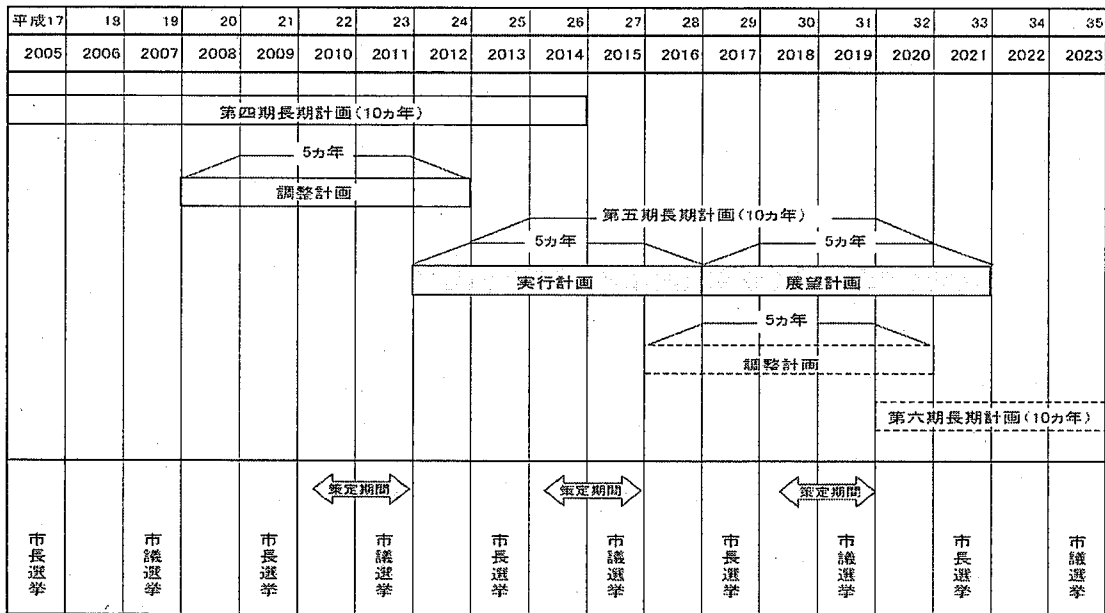 平成17 18 19 20 21 22 23 24 25 26 27 28 29 30 31 32 33 34 35
2005 2006 2007 2008 2009 2010 2011 2012 2013 2014 2015 2016 2017 2018 2019 2020 2021 2022 2023
第四期長期計画(10ヵ年)
5ヵ年
調整計画
第五期長期計画(10ヵ年)
5ヵ年 5ヵ年
実行計画 展望計画
5ヵ年
調整計画
第六期長期計画(10ヵ年)
策定期間 策定期間 策定期間
市長選挙 市議選挙 市長選挙 市議選挙 市長選挙 市議選挙 市長選挙 市議選挙 市長選挙 市議選挙